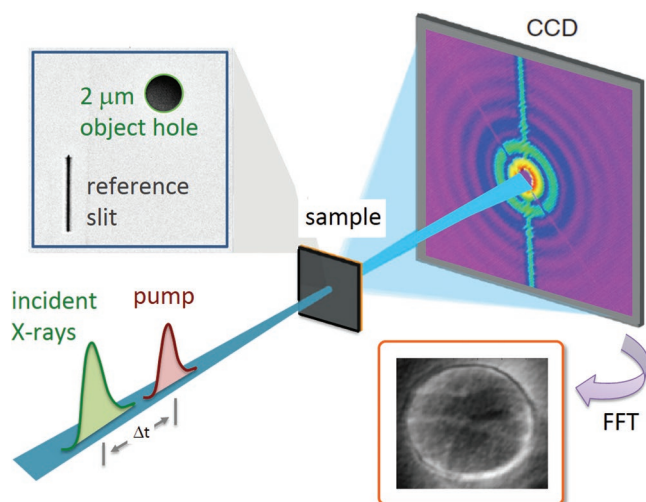 CCD
2 μm
object hole
reference
slit
sample
incident
X-rays
pump
Δt
FFT